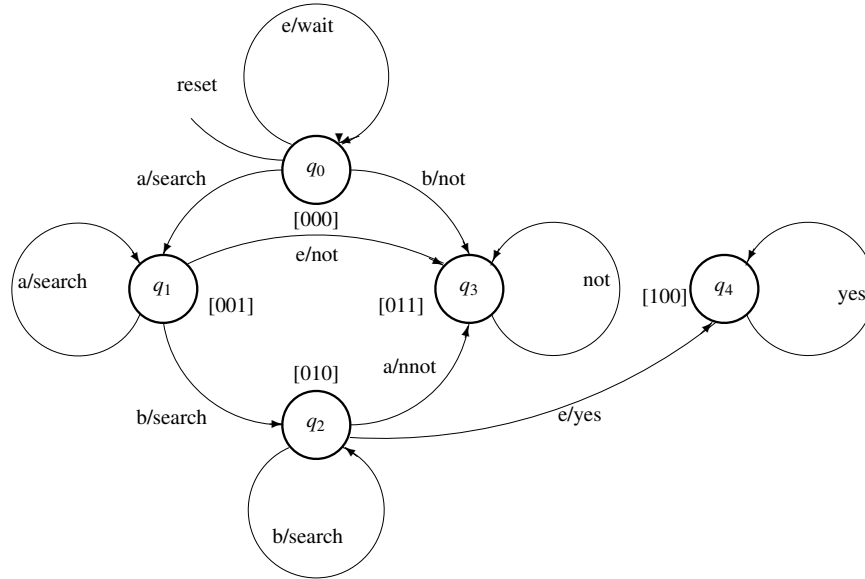 e/wait
reset
q0
a/search
b/not
[000]
e/not
a/search
q1
[001]
[011]
q3
not
[100]
q4
yes
[010]
a/nnot
b/search
q2
e/yes
b/search